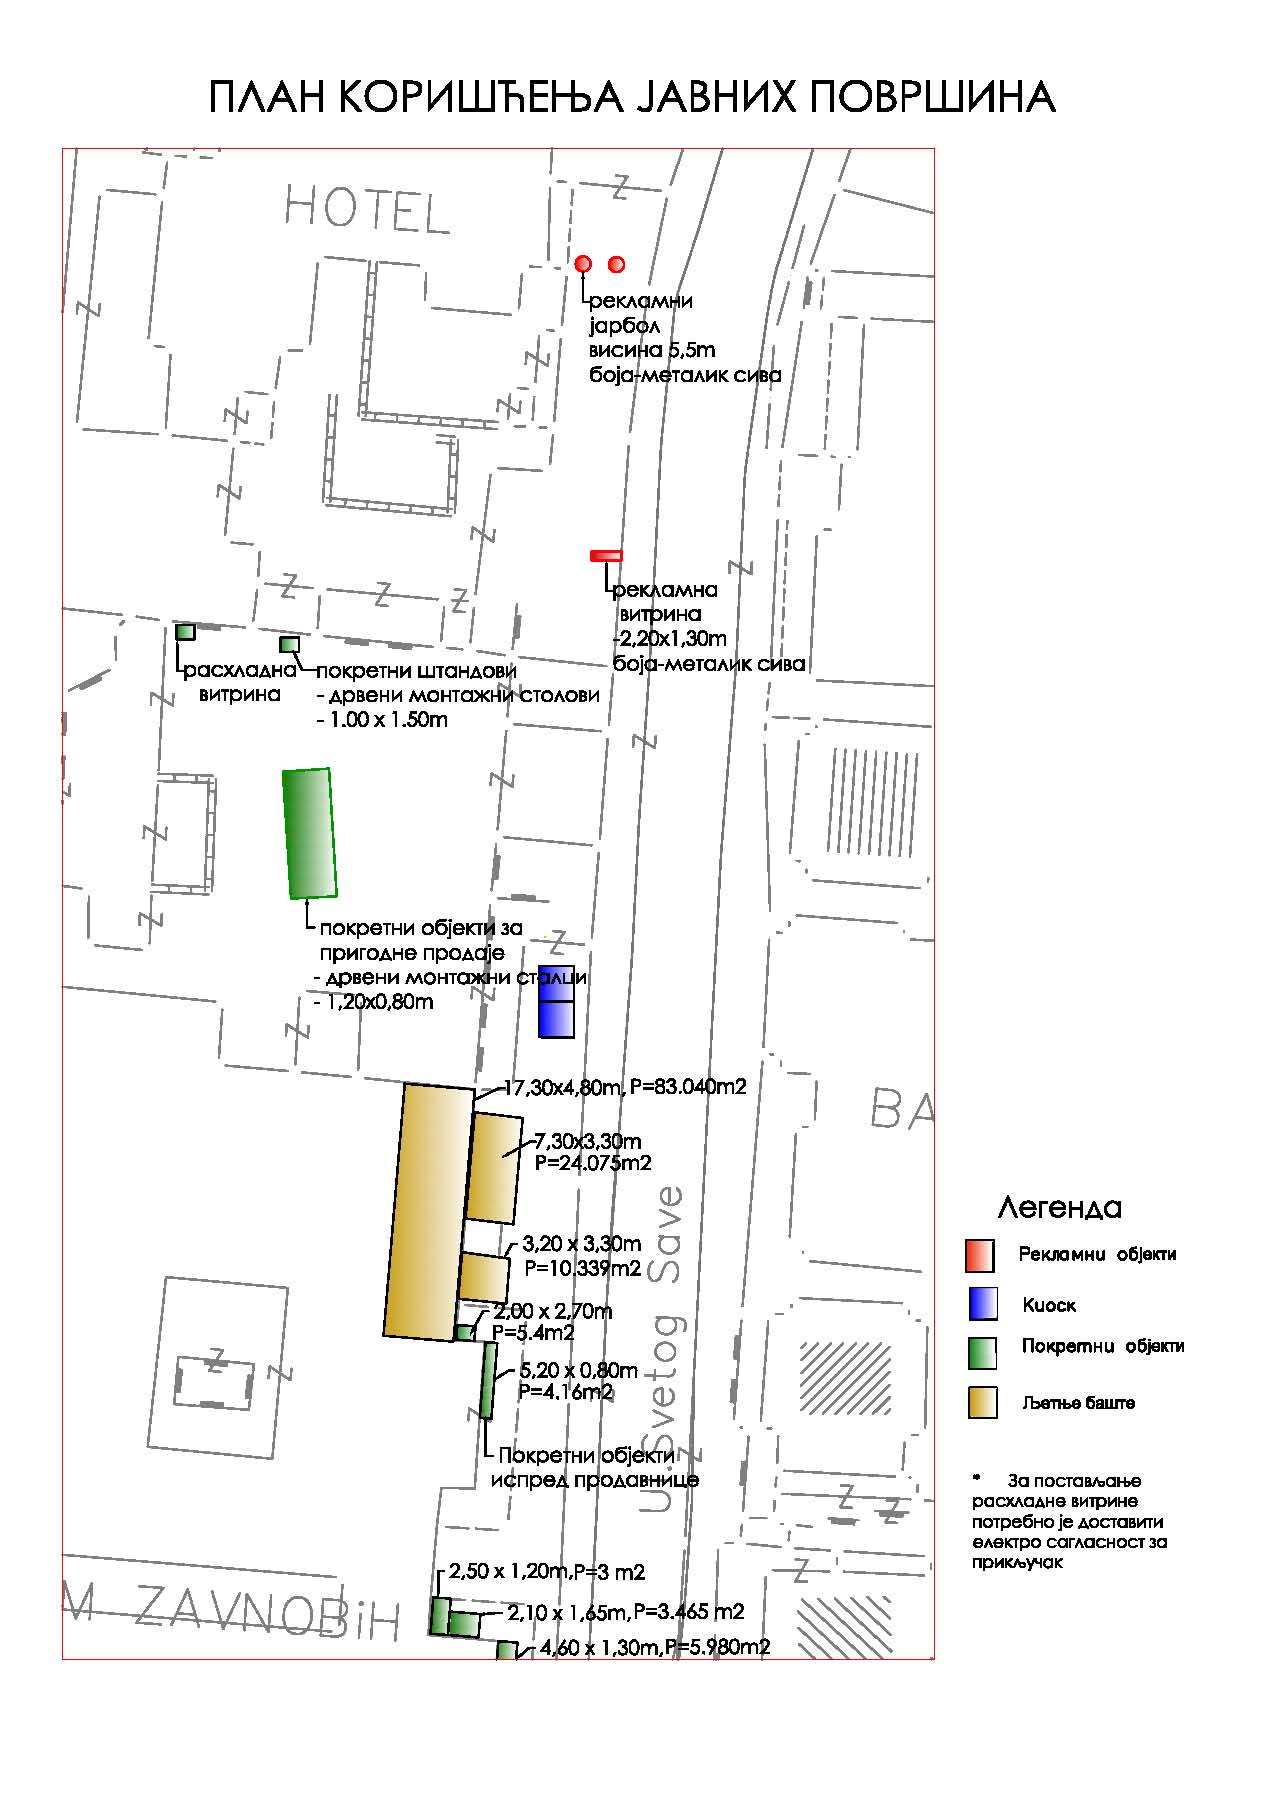 ПЛАН КОРИШЋЕЊА ЈАВНИХ ПОВРШИНА
HOTEL
рекламни
јарбол
висина 5,5m
боја-металик сива
рекламна
витрина
-2,20x1,30m
боја-металик сива
расхладна
витрина
покретни штандови
- дрвени монтажни столови
- 1.00 x 1.50m
покретни објекти за
пригодне продаје
- дрвени монтажни сталци
- 1,20x0,80m
17,30x4,80m, P=83.040m2
BA
7,30x3,30m
P=24.075m2
3,20 x 3,30m
P=10.339m2
2,00 x 2,70m
P=5.4m2
5,20 x 0,80m
P=4.16m2
Покретни објекти
испред продавнице
U.Svetog Save
2,50 x 1,20m,P=3 m2
M ZAVNOBiH
2,10 x 1,65m,P=3.465 m2
4,60 x 1,30m,P=5.980m2
Легенда
Рекламни објекти
Киоск
Покретни објекти
Љетње баште
* За постављање
расхладне витрине
потребно је доставити
електро сагласност за
прикључак